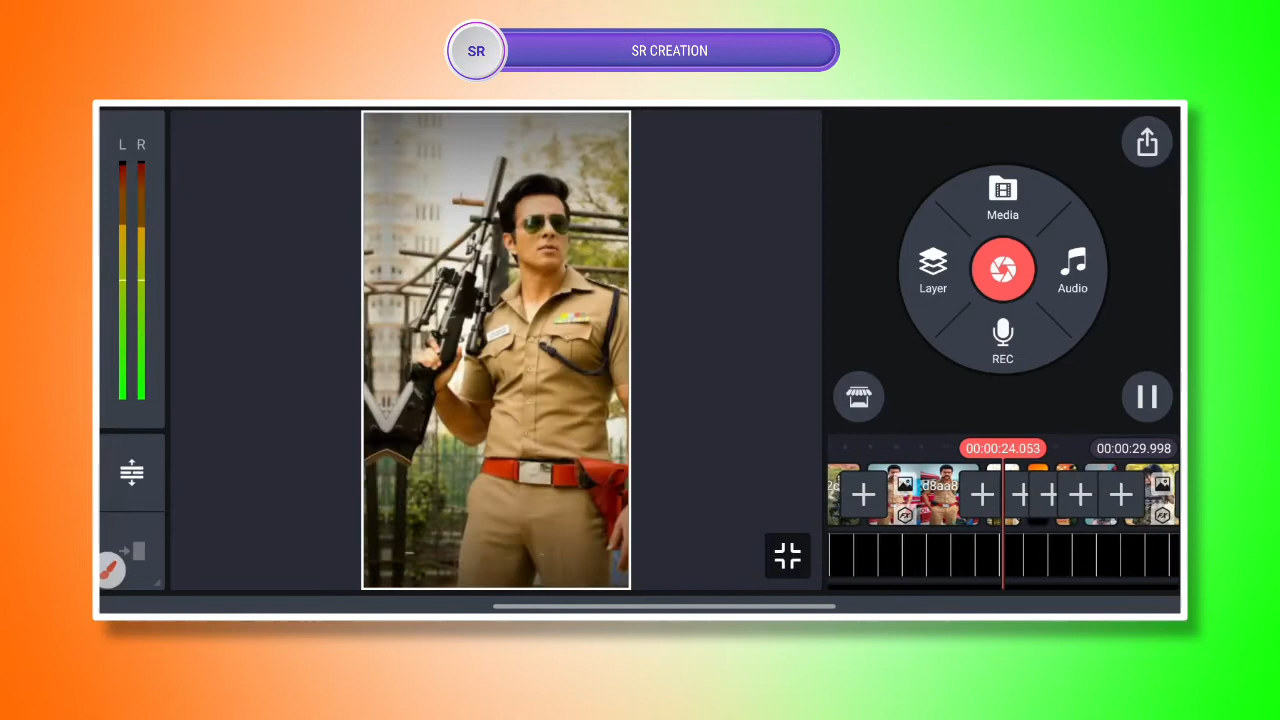 SR
SR CREATION
L R
Media
Layer
Audio
REC
00:00:24.053
00:00:29.998
d8aa8